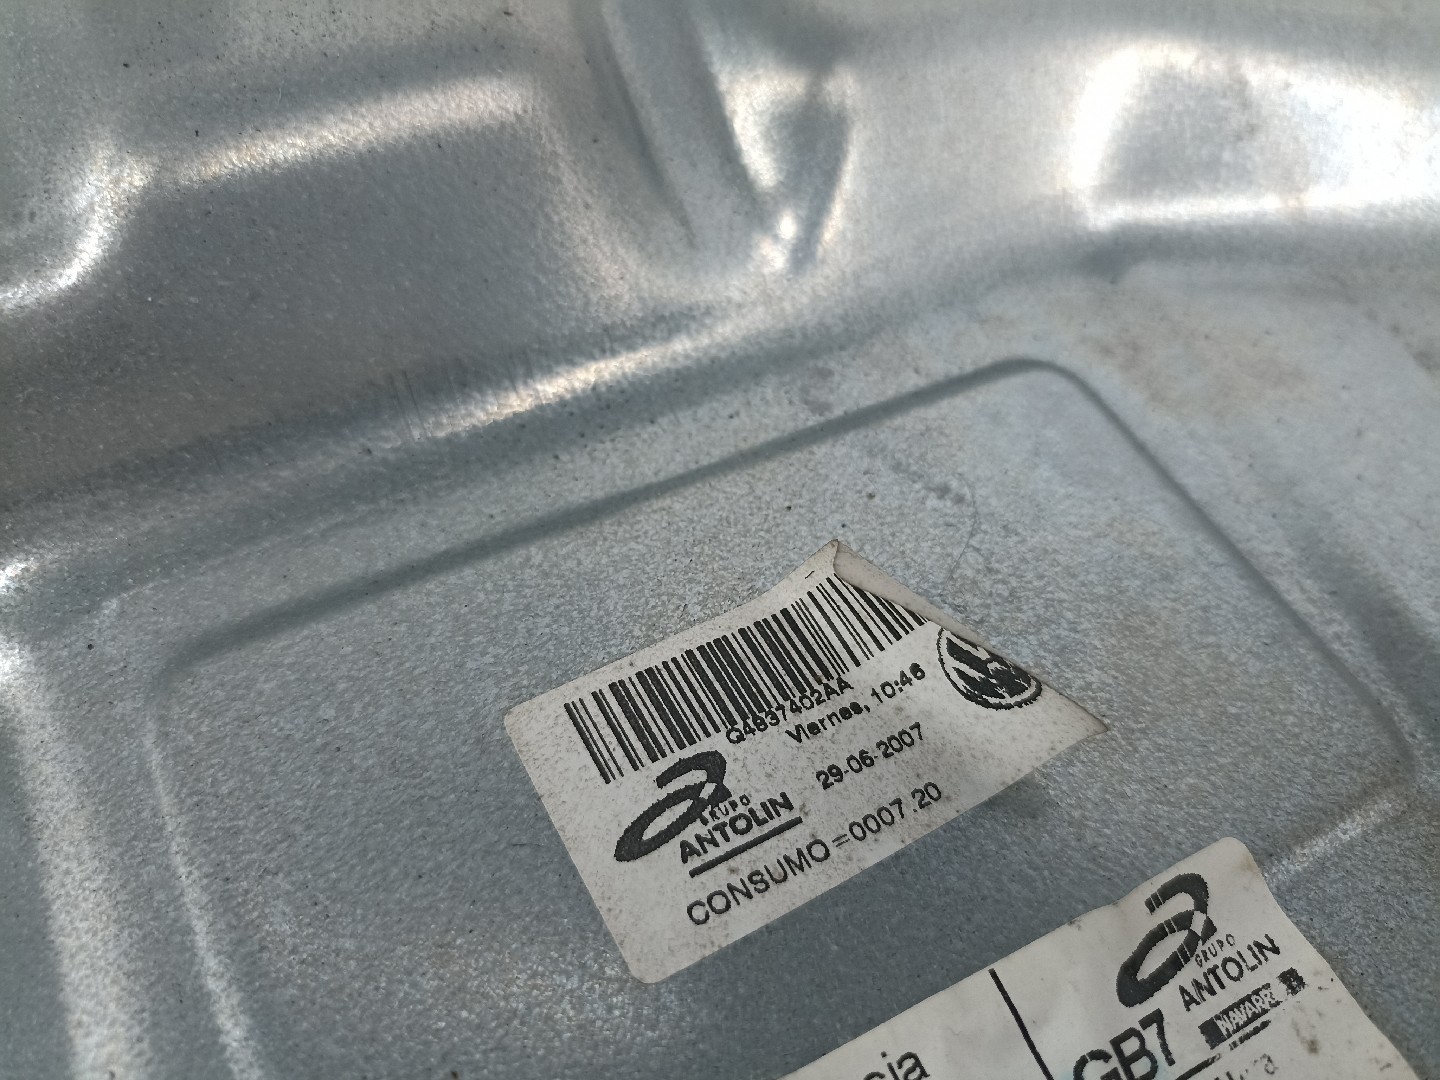 Q4837402AA
Viernes, 10:46
29-06-2007
GRUPO
ANTOLIN
CONSUMO=0007.20
GRUPO
ANTOLIN
GB7